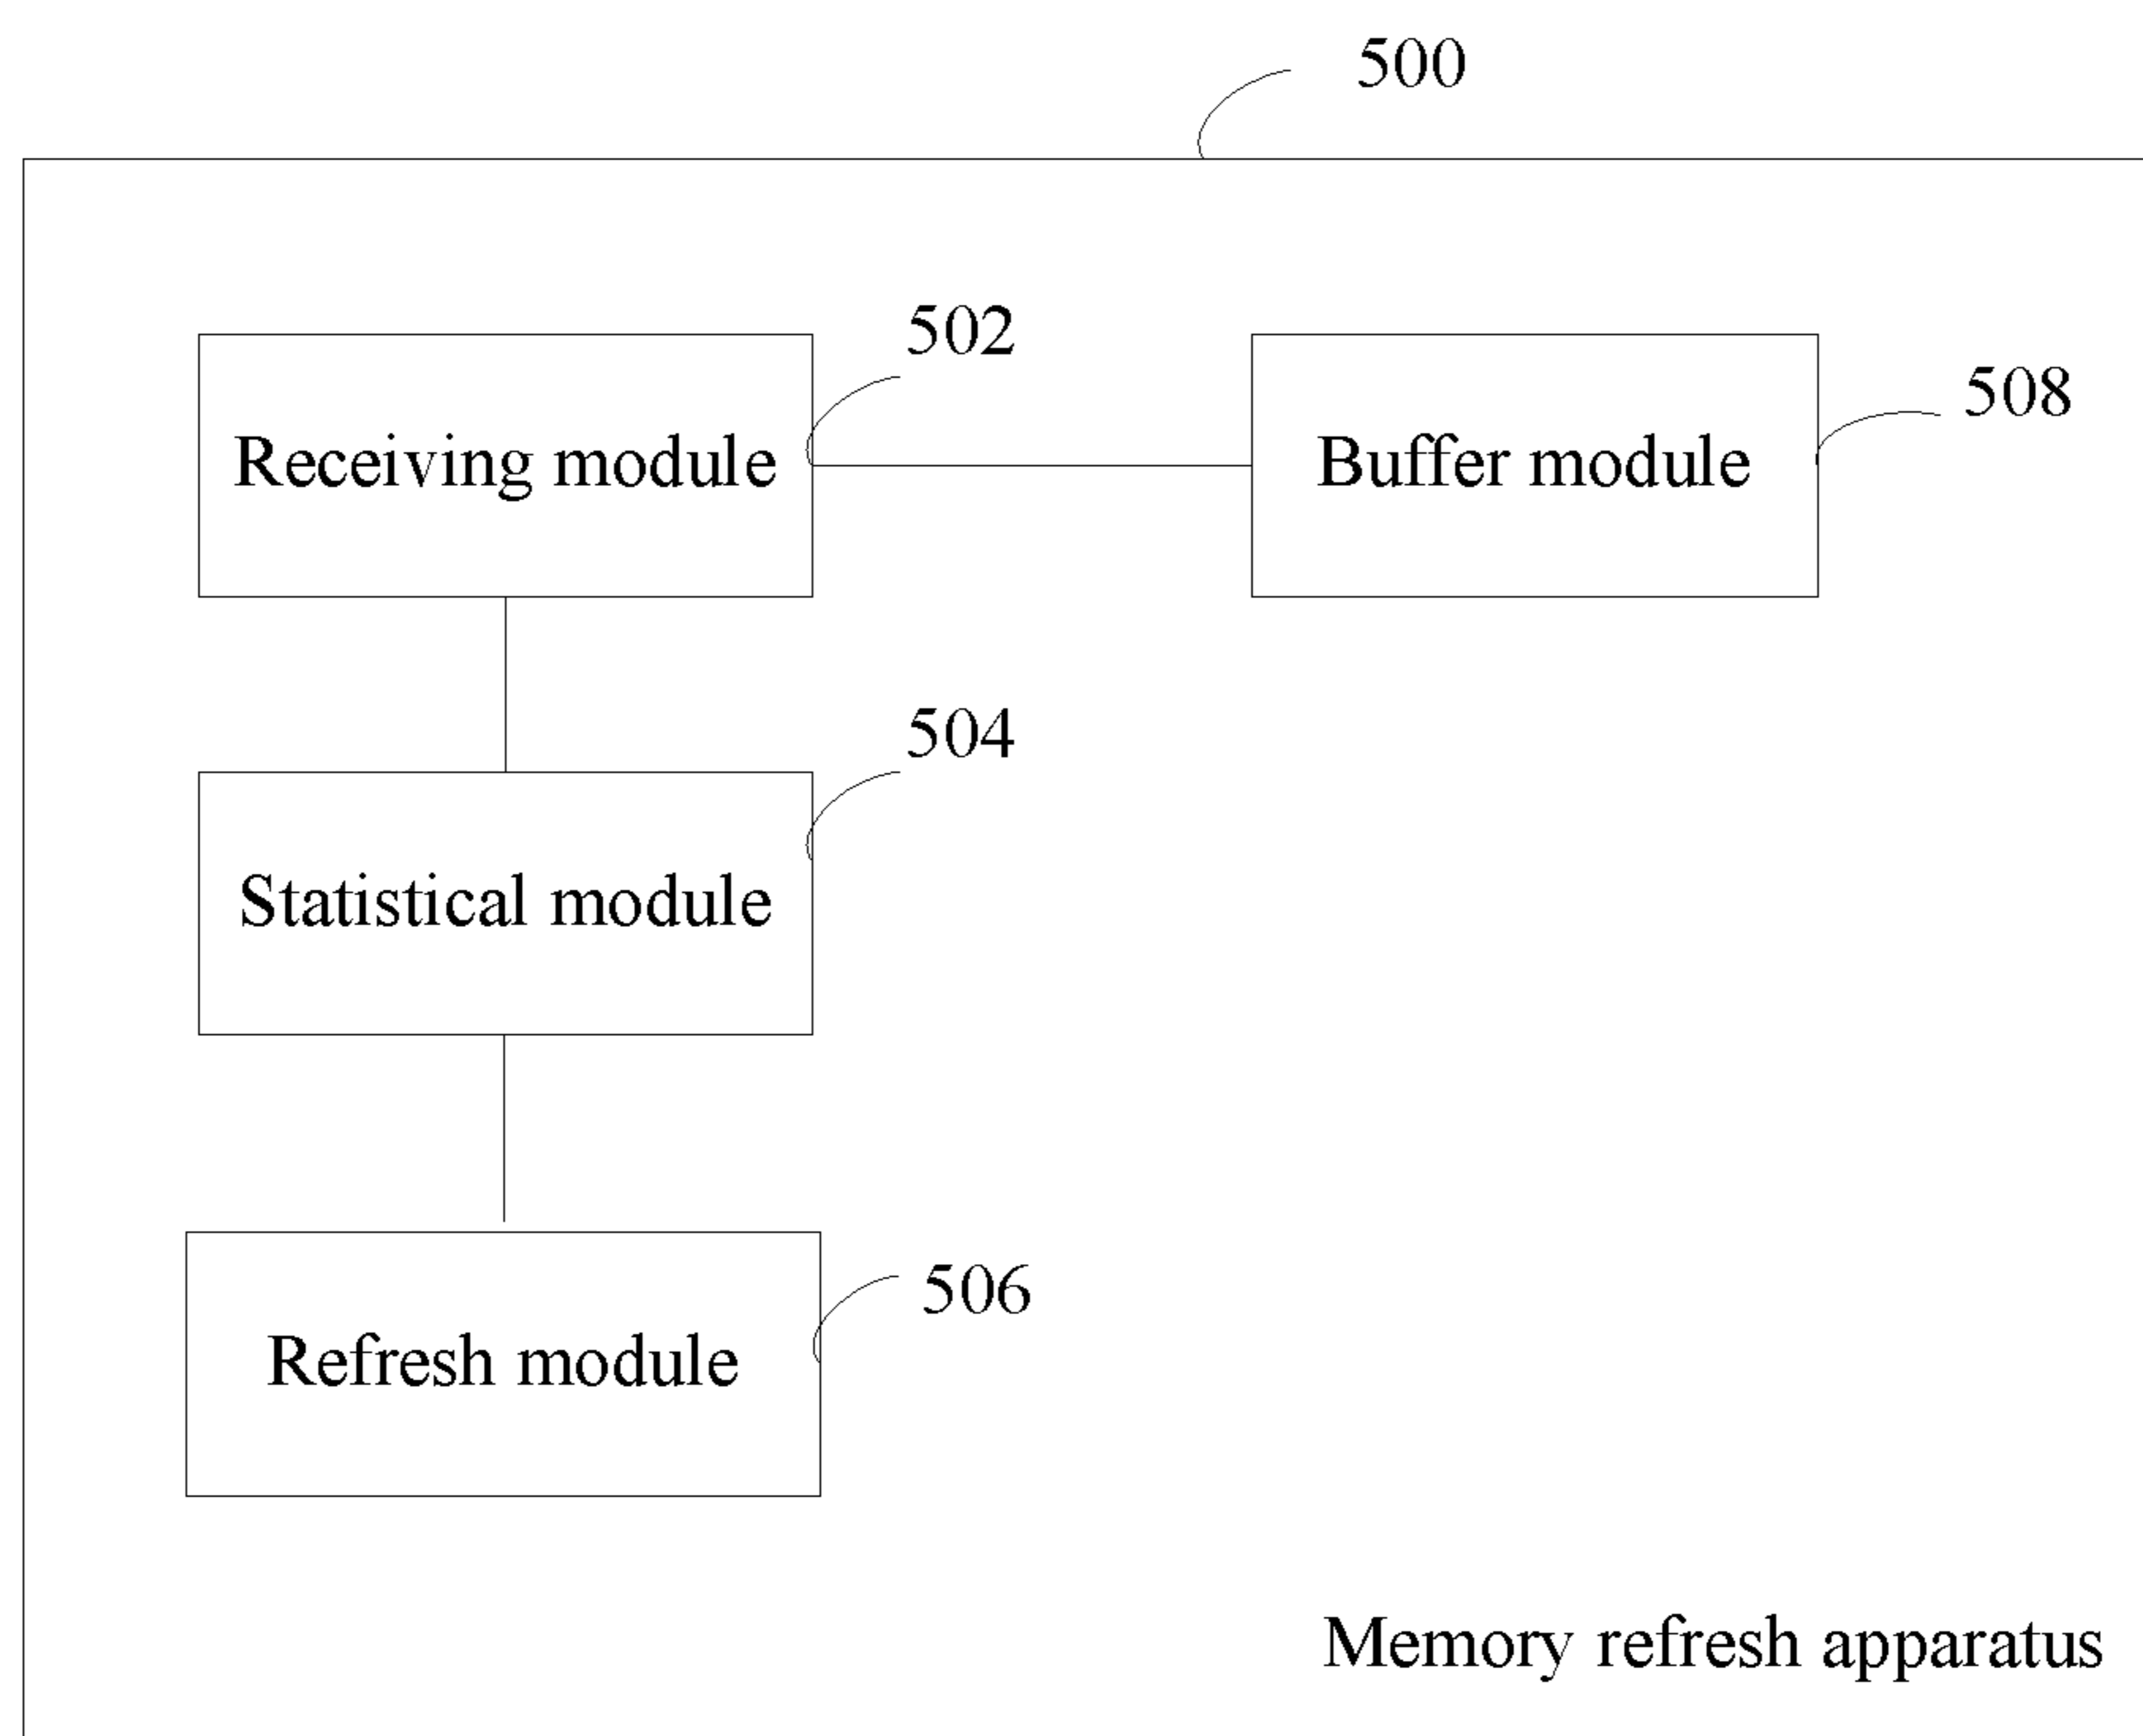 500
502
508
Receiving module
Buffer module
504
Statistical module
506
Refresh module
Memory refresh apparatus